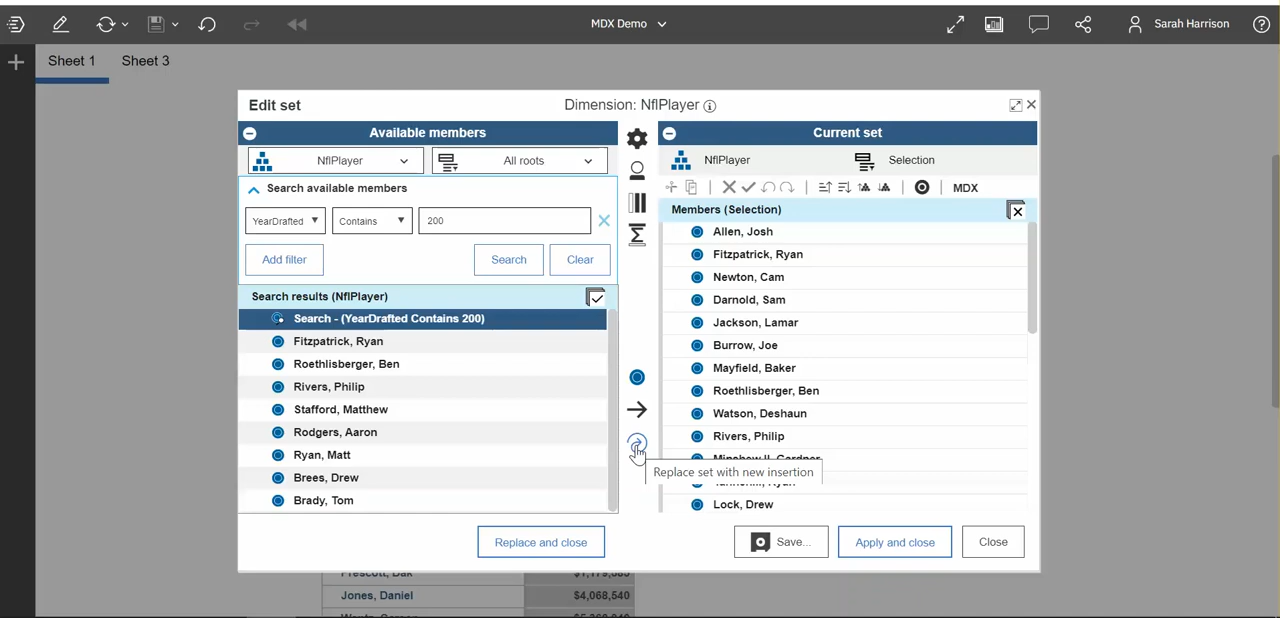 MDX Demo
Sarah Harrison
Sheet 1
Sheet 3
Edit set
Dimension: NflPlayer
Available members
NflPlayer
All roots
Search available members
YearDrafted
Contains
200
Add filter
Search
Clear
Search results (NflPlayer)
Search - (YearDrafted Contains 200)
Fitzpatrick, Ryan
Roethlisberger, Ben
Rivers, Philip
Stafford, Matthew
Rodgers, Aaron
Ryan, Matt
Brees, Drew
Brady, Tom
Replace and close
Replace set with new insertion
Current set
NflPlayer
Selection
MDX
Members (Selection)
Allen, Josh
Fitzpatrick, Ryan
Newton, Cam
Darnold, Sam
Jackson, Lamar
Burrow, Joe
Mayfield, Baker
Roethlisberger, Ben
Watson, Deshaun
Rivers, Philip
Lock, Drew
Save...
Apply and close
Close
Jones, Daniel
$4,068,540